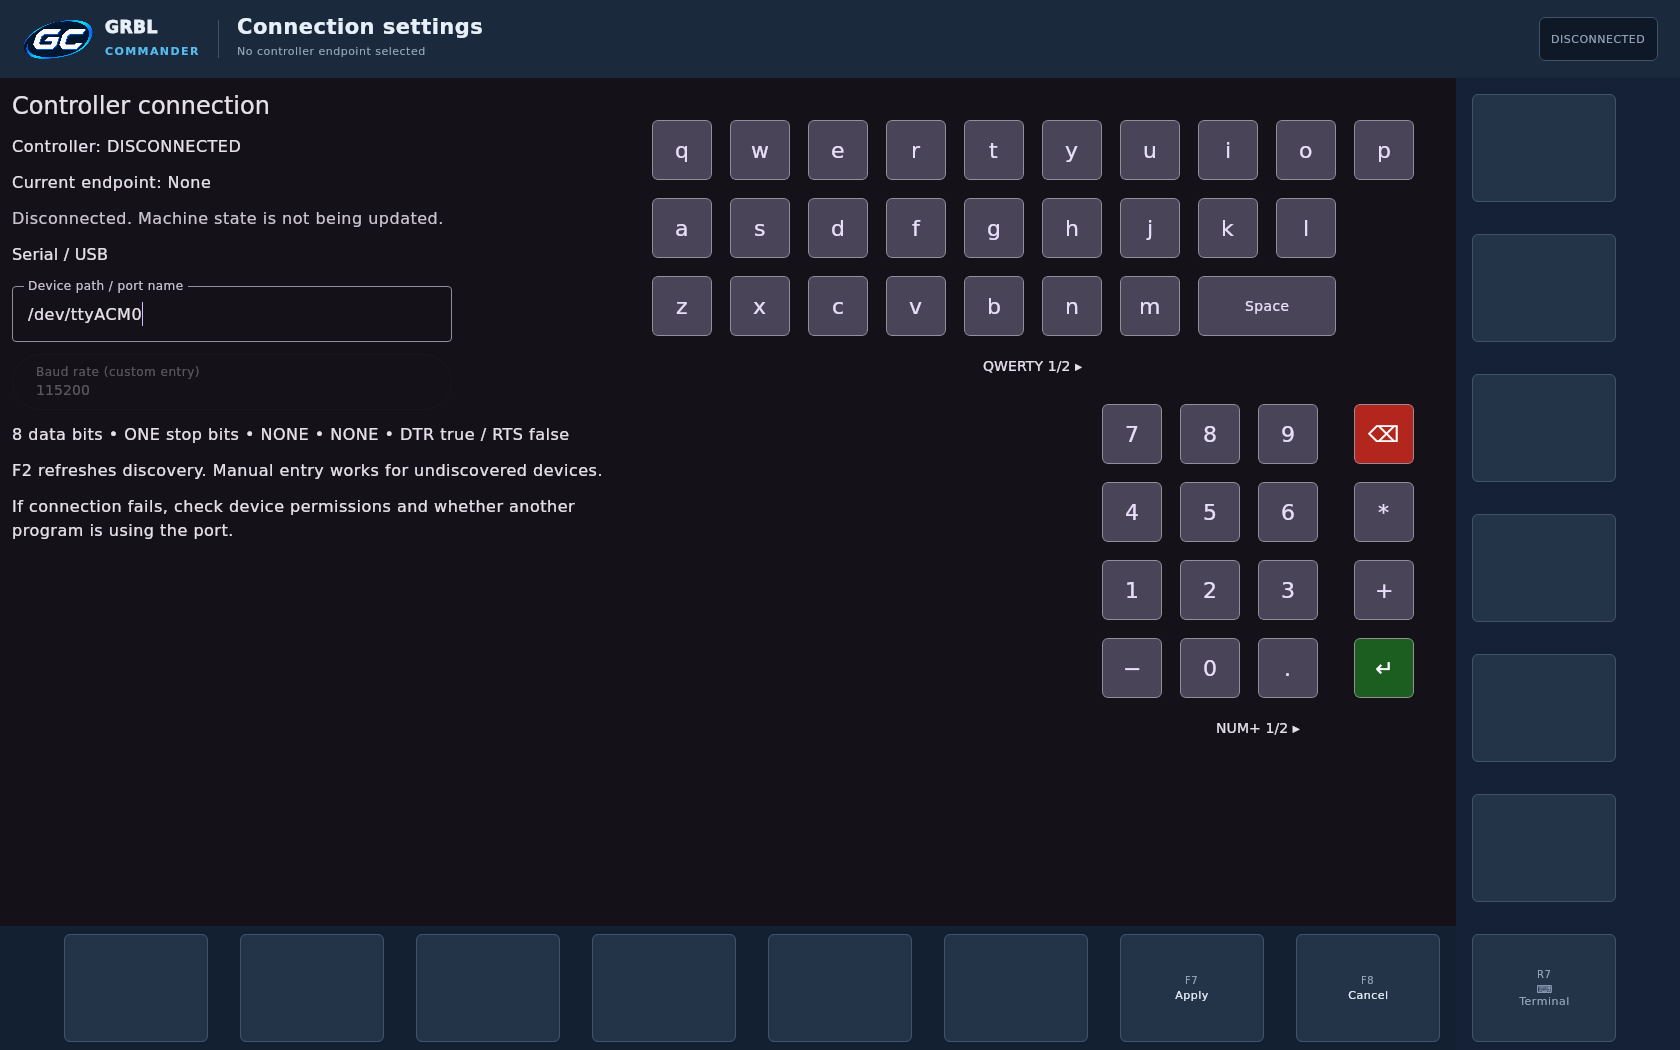 GC
GRBL
COMMANDER
Connection settings
No controller endpoint selected
DISCONNECTED
Controller connection
Controller: DISCONNECTED
Current endpoint: None
Disconnected. Machine state is not being updated.
Serial / USB
Device path / port name
/dev/ttyACM0
Baud rate (custom entry)
115200
8 data bits • ONE stop bits • NONE • NONE • DTR true / RTS false
F2 refreshes discovery. Manual entry works for undiscovered devices.
If connection fails, check device permissions and whether another
program is using the port.
q w e r t y u i o p
a s d f g h j k l
z x c v b n m Space
QWERTY 1/2 ▸
7 8 9 ⌫
4 5 6 *
1 2 3 +
− 0 . ↵
NUM+ 1/2 ▸
F7
Apply
F8
Cancel
R7
⌨
Terminal